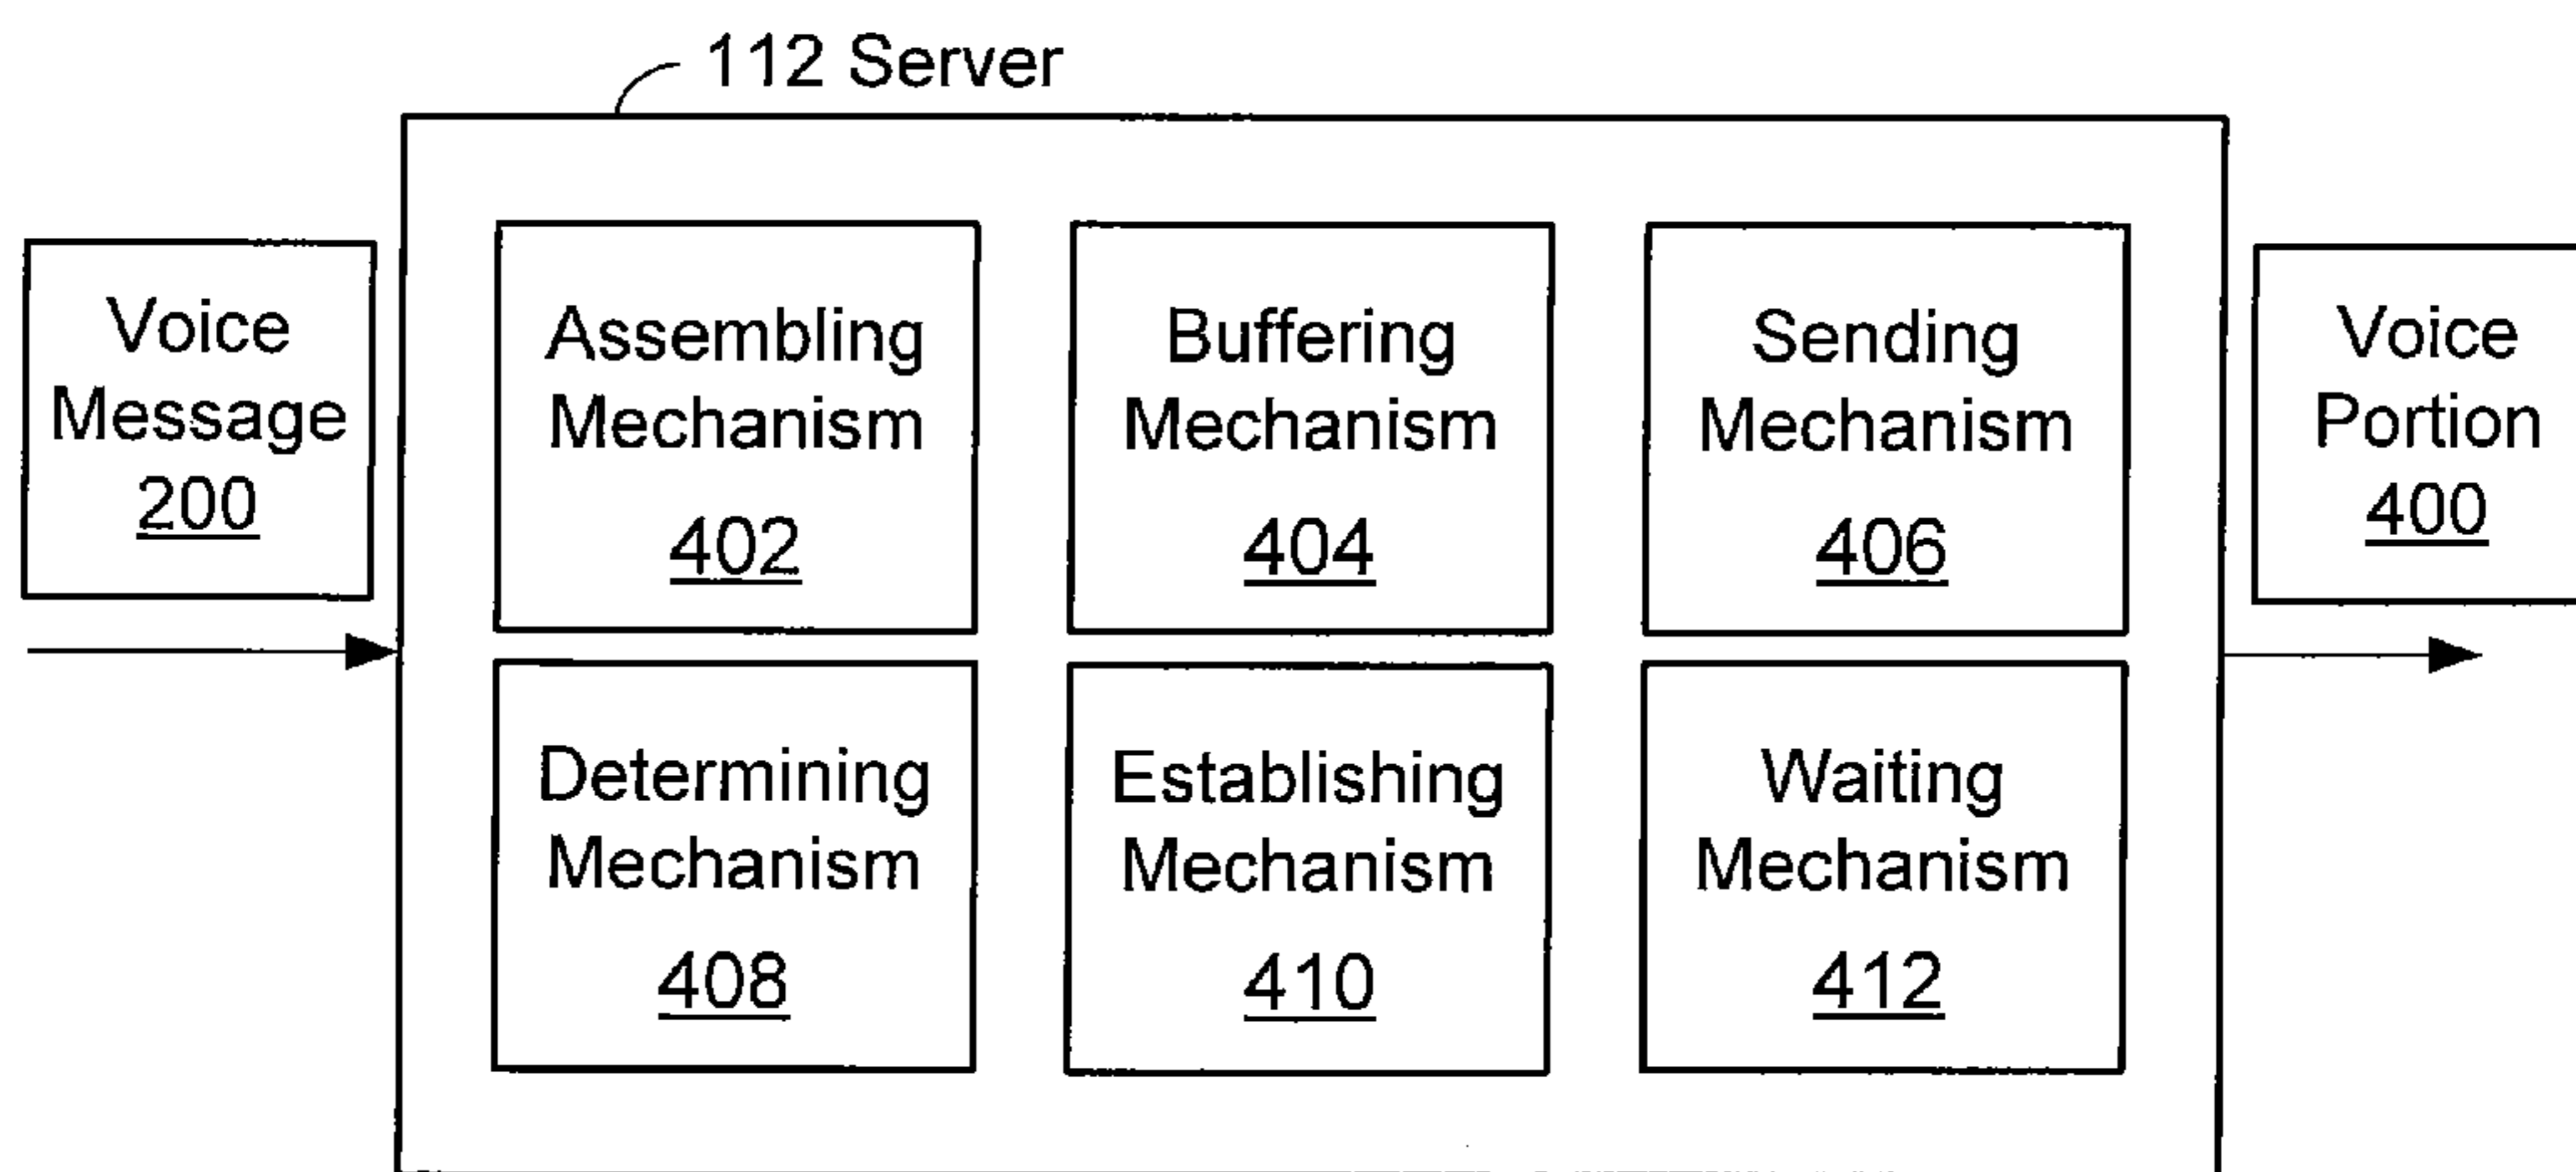 112 Server
Voice
Message
200
Assembling
Mechanism
402
Buffering
Mechanism
404
Sending
Mechanism
406
Voice
Portion
400
Determining
Mechanism
408
Establishing
Mechanism
410
Waiting
Mechanism
412